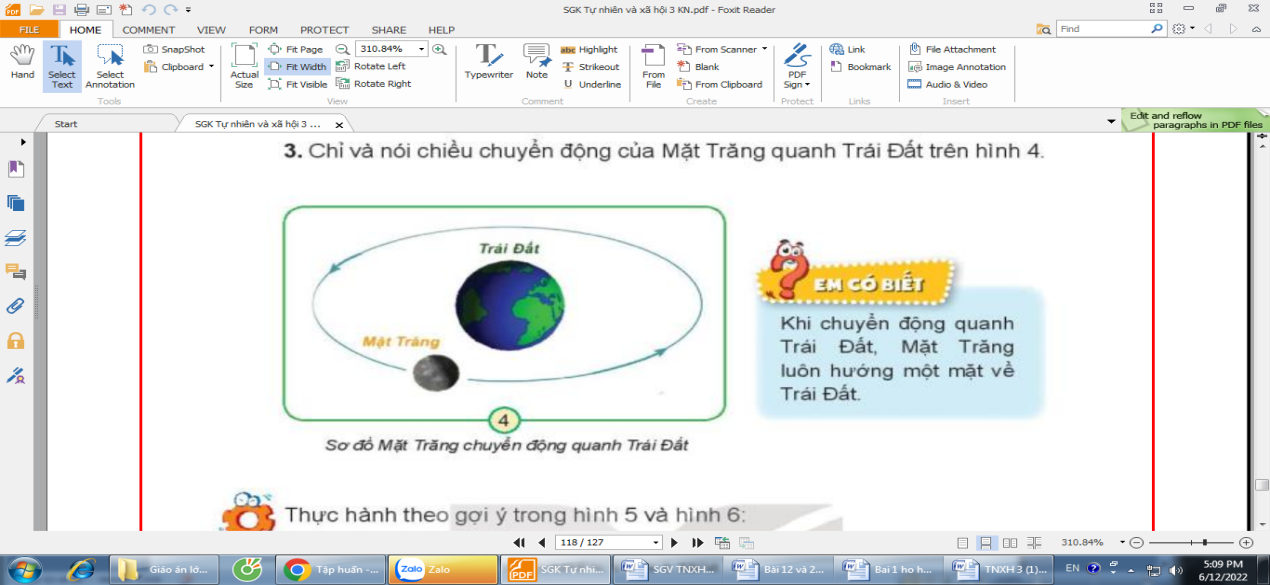 SGK Tự nhiên và xã hội 3 KN.pdf - Foxit Reader
FILE HOME COMMENT VIEW FORM PROTECT SHARE HELP
Find
Hand
Select Text
Select Annotation
SnapShot
Clipboard
Tools
Actual Size
Fit Page
Fit Width
Fit Visible
310.84%
Rotate Left
Rotate Right
View
Typewriter
Note
Highlight
Strikeout
Underline
Comment
From File
From Scanner
Blank
From Clipboard
Create
PDF Sign
Protect
Link
Bookmark
Links
File Attachment
Image Annotation
Audio & Video
Insert
Start
SGK Tự nhiên và xã hội 3 ...
Edit and reflow
paragraphs in PDF files
3. Chỉ và nói chiều chuyển động của Mặt Trăng quanh Trái Đất trên hình 4.
Trái Đất
Mặt Trăng
4
Sơ đồ Mặt Trăng chuyển động quanh Trái Đất
EM CÓ BIẾT
Khi chuyển động quanh
Trái Đất, Mặt Trăng
luôn hướng một mặt về
Trái Đất.
Thực hành theo gợi ý trong hình 5 và hình 6:
118 / 127
310.84%
Giáo án lớ...
Tập huấn -...
Zalo
Zalo
PDF
SGK Tự nhi...
SGV TNXH...
Bài 12 và 2...
Bai 1 ho h...
TNXH 3 (1)...
EN
5:09 PM
6/12/2022